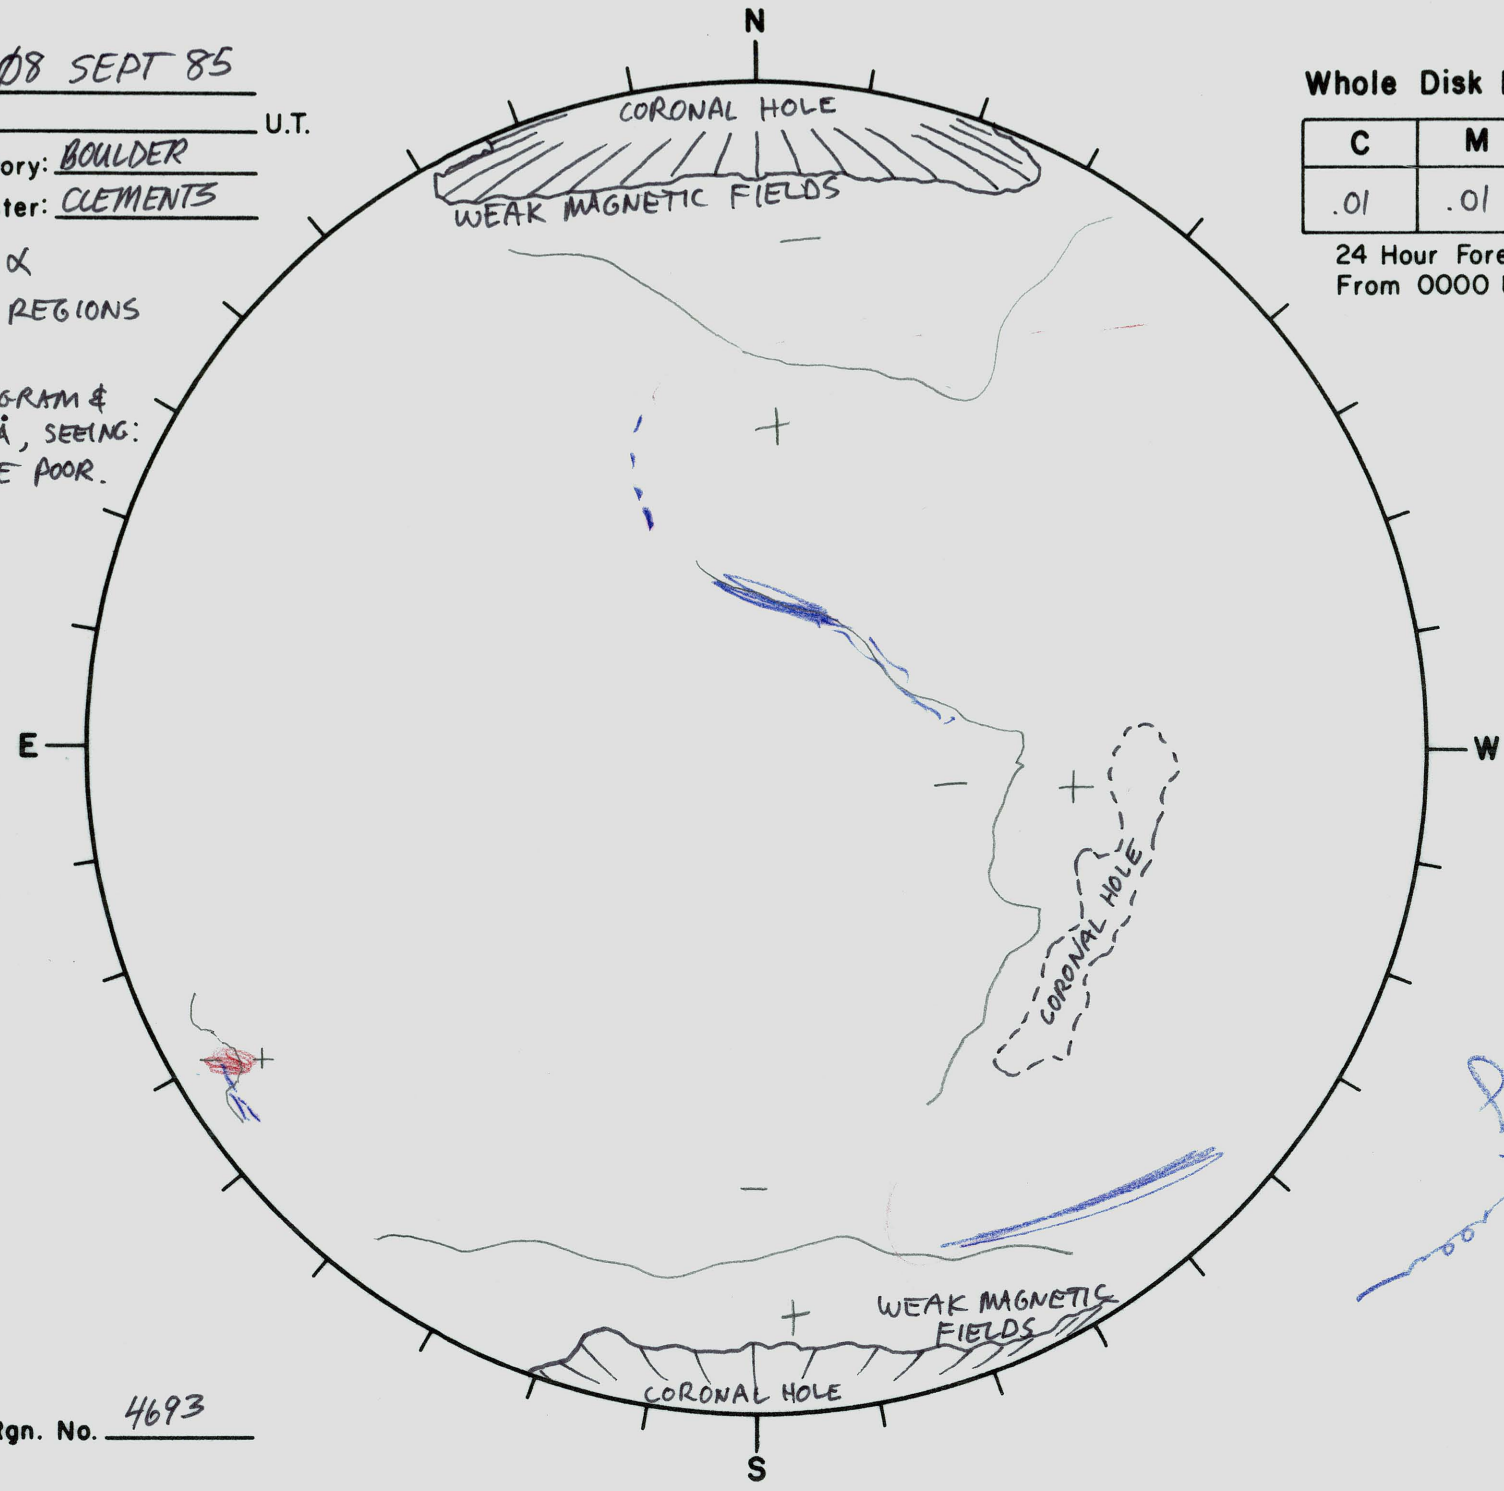 N
Ø8 SEPT 85
U.T.
ory: BOULDER
ter: CLEMENTS
α
REGIONS
GRAM &
Å, SEEING:
E POOR.
Whole Disk
C M
.01 .01
24 Hour Fore
From 0000
CORONAL HOLE
WEAK MAGNETIC FIELDS
−
+
E
W
− +
CORONAL HOLE
− +
−
+
WEAK MAGNETIC
FIELDS
CORONAL HOLE
Rgn. No. 4693
S